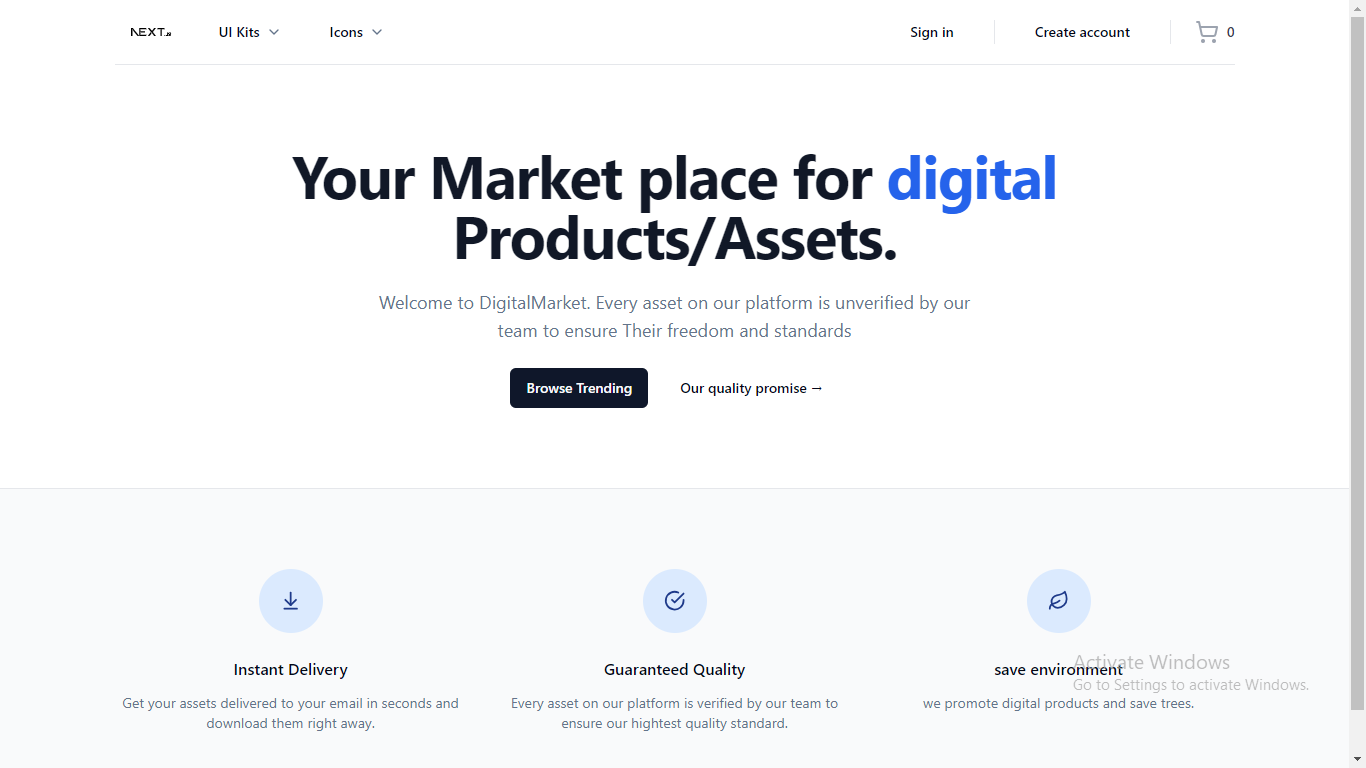 NEXT.JS UI Kits Icons Sign in Create account 0
Your Market place for digital
Products/Assets.
Welcome to DigitalMarket. Every asset on our platform is unverified by our
team to ensure Their freedom and standards
Browse Trending Our quality promise →
Instant Delivery
Get your assets delivered to your email in seconds and
download them right away.
Guaranteed Quality
Every asset on our platform is verified by our team to
ensure our hightest quality standard.
save environment
we promote digital products and save trees.
Activate Windows
Go to Settings to activate Windows.